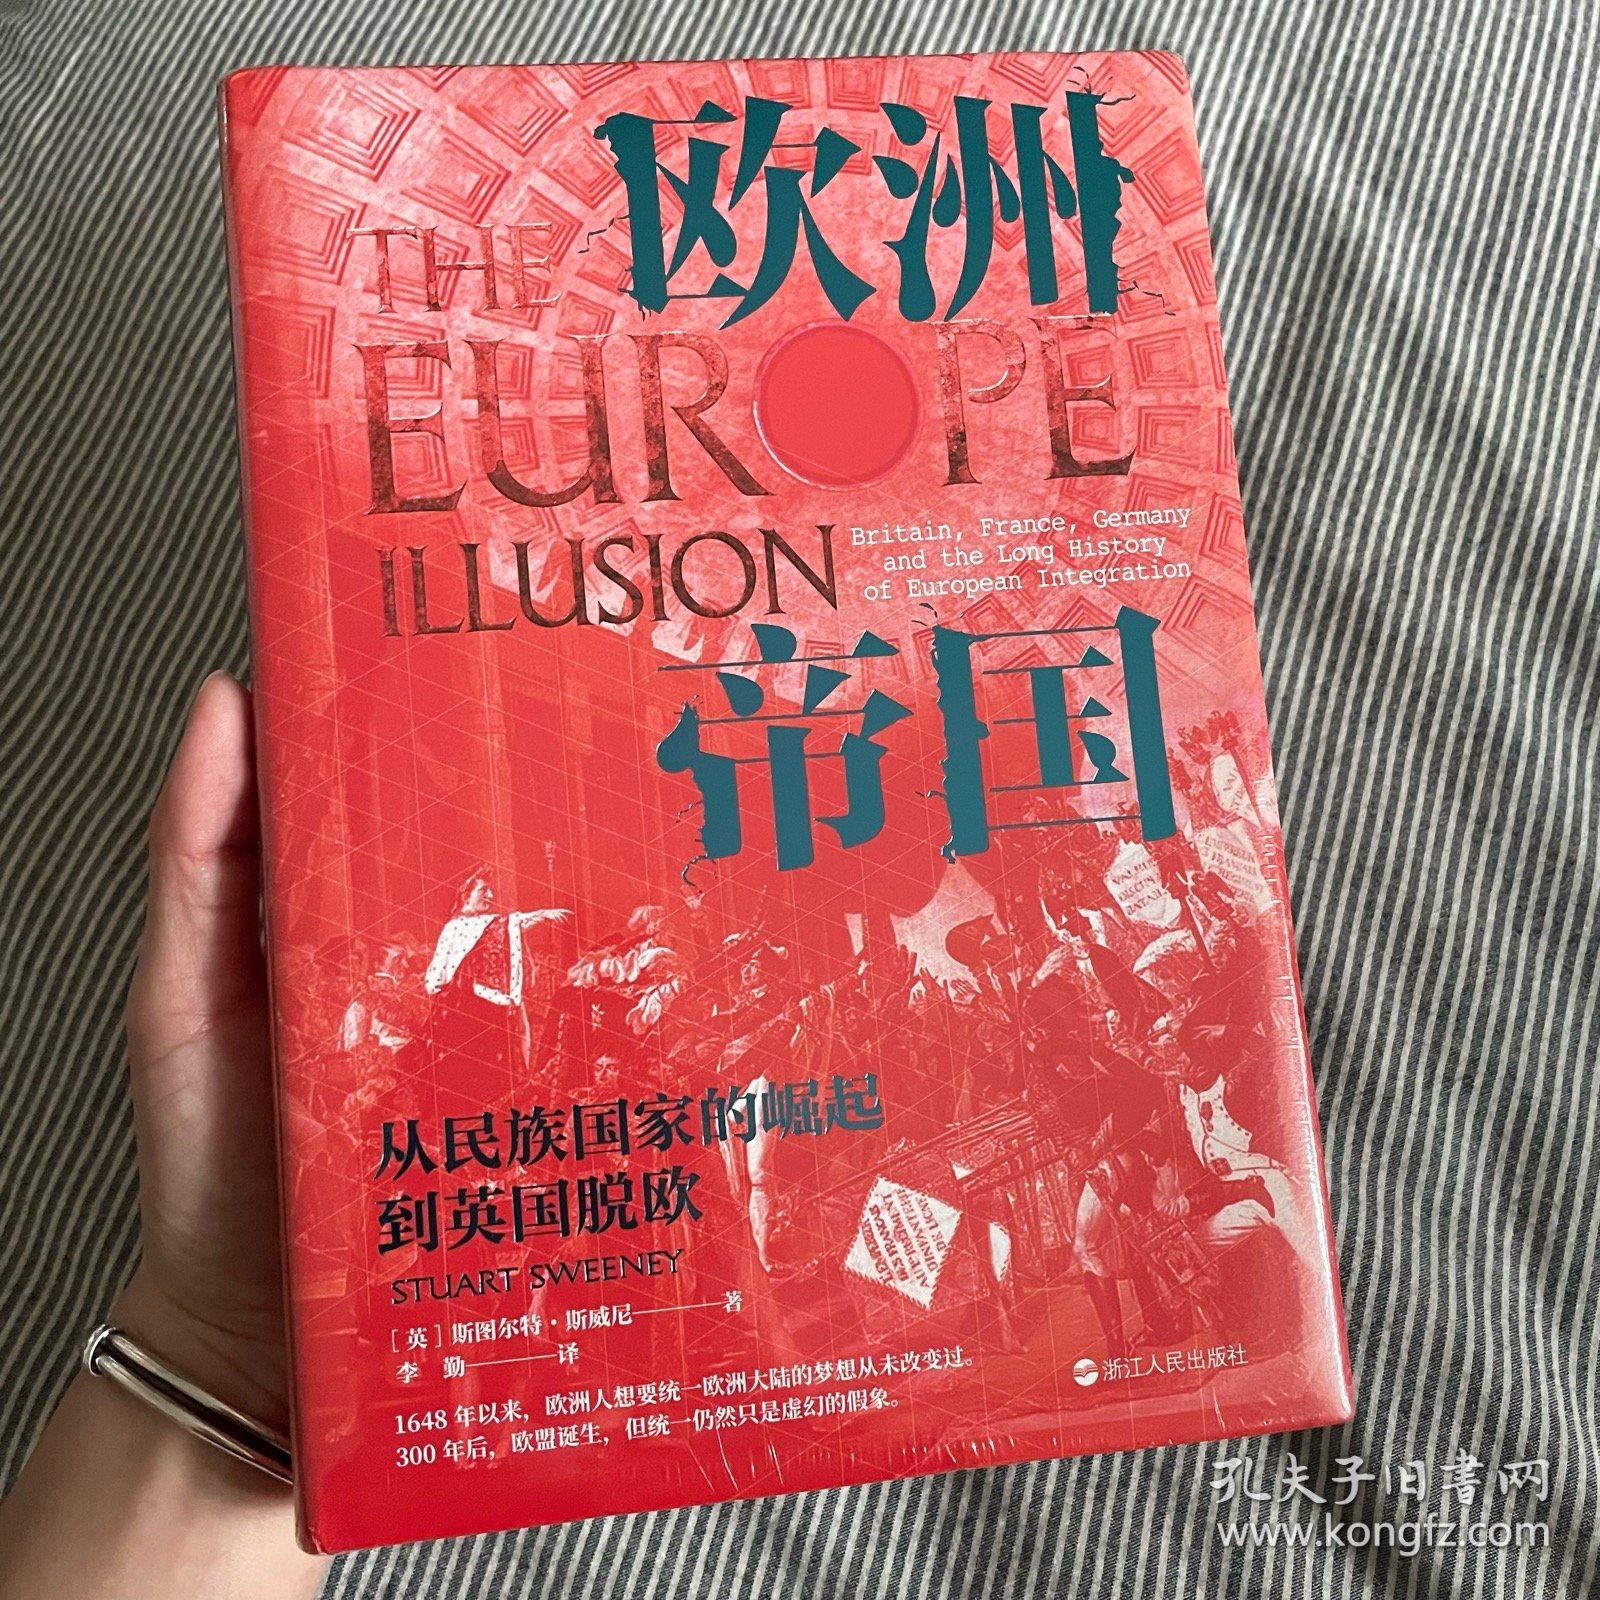 欧洲
THE
EUROPE
ILLUSION
Britain, France, Germany
and the Long History
of European Integration
帝国
从民族国家的崛起
到英国脱欧
STUART SWEENEY
[英] 斯图尔特·斯威尼——著
李 勤——译
1648 年以来，欧洲人想要统一欧洲大陆的梦想从未改变过。
300 年后，欧盟诞生，但统一仍然只是虚幻的假象。
浙江人民出版社
孔夫子旧書网
www.kongfz.com